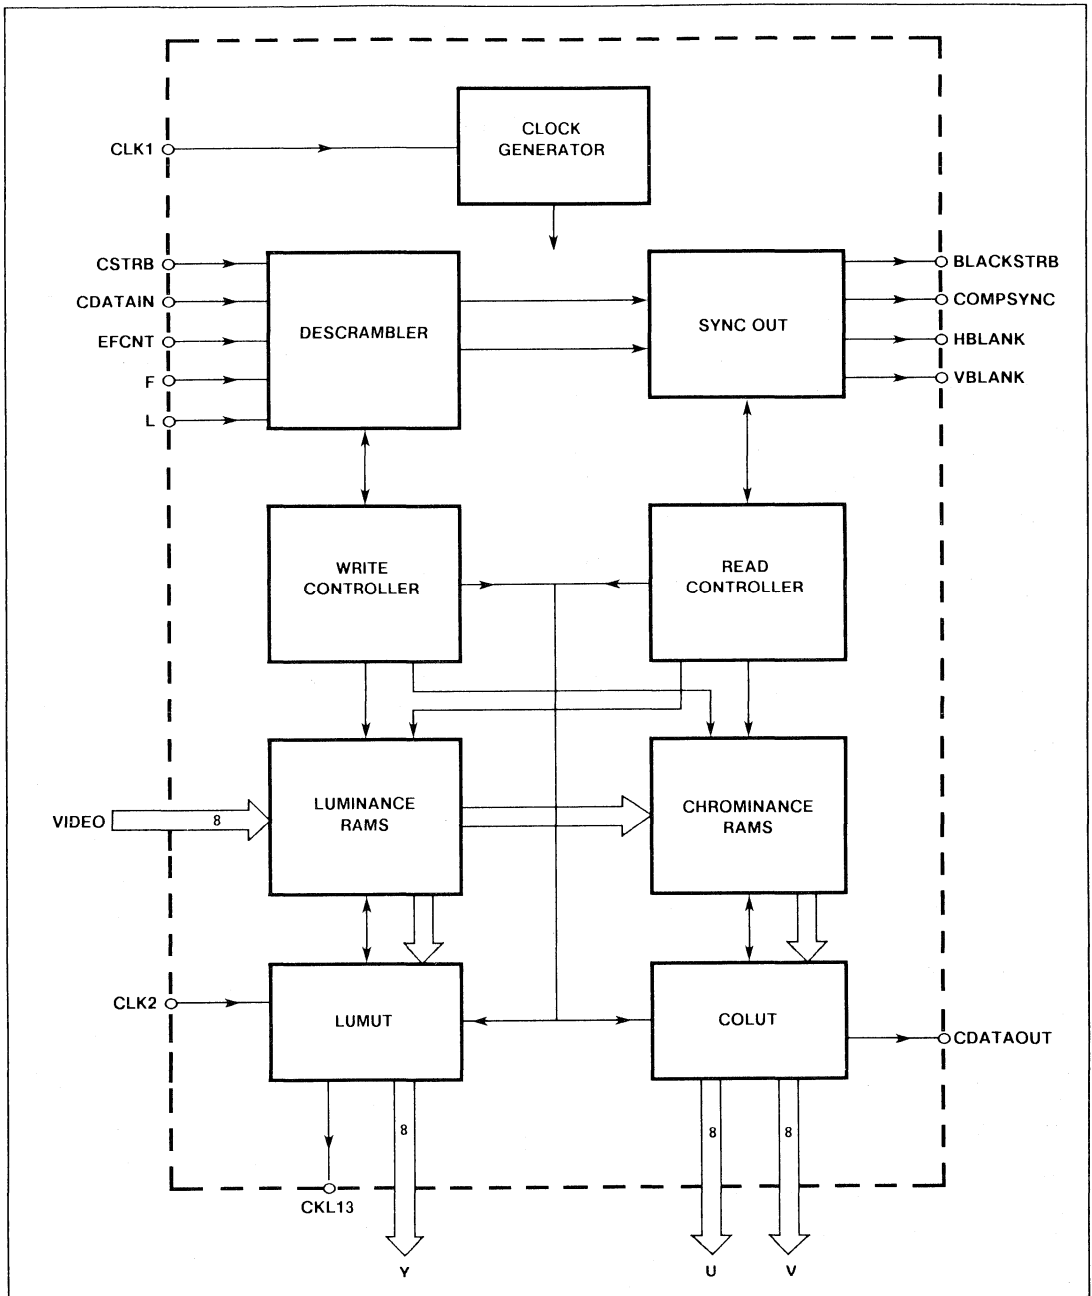 CLOCK
GENERATOR
CLK1
CSTRB
CDATAIN
EFCNT
F
L
DESCRAMBLER
SYNC OUT
BLACKSTRB
COMPSYNC
HBLANK
VBLANK
WRITE
CONTROLLER
READ
CONTROLLER
VIDEO
8
LUMINANCE
RAMS
CHROMINANCE
RAMS
CLK2
LUMUT
COLUT
CDATAOUT
8
8
8
CKL13
Y
U
V